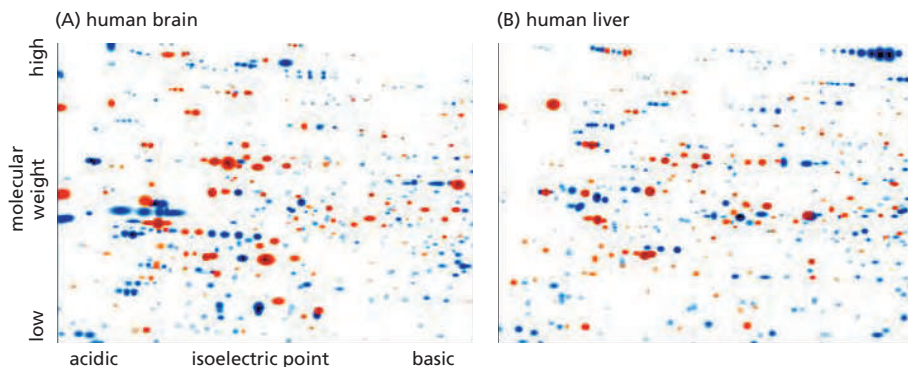 (A) human brain
(B) human liver
high
molecular
weight
low
acidic isoelectric point basic